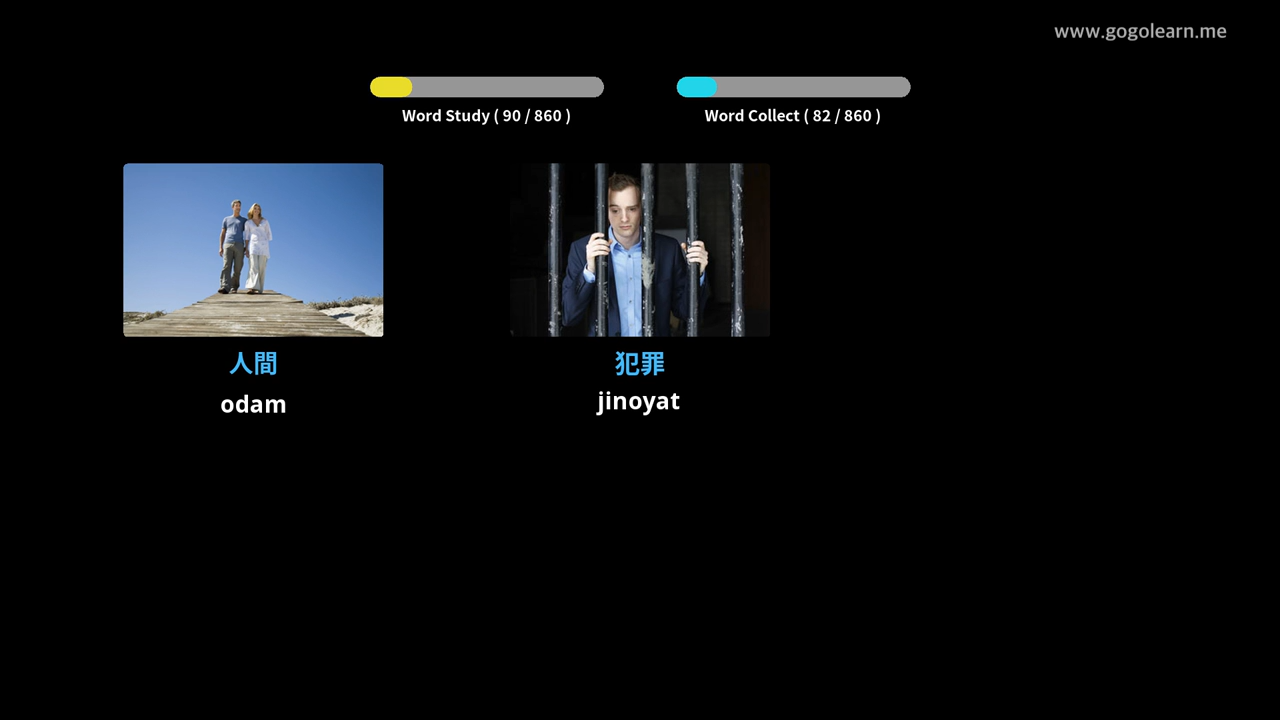 www.gogolearn.me
Word Study ( 90 / 860 )
Word Collect ( 82 / 860 )
人間
odam
犯罪
jinoyat